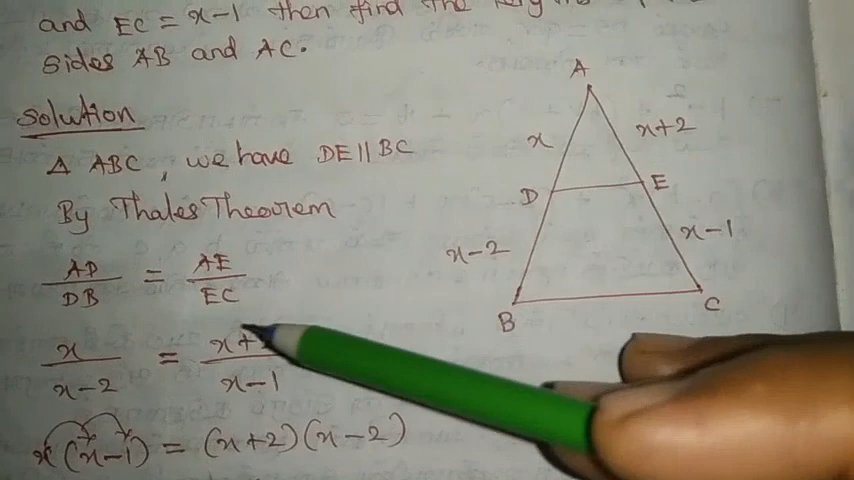 and EC = x-1 then find the
sides AB and AC.
Solution
Δ ABC, we have DE || BC
By Thales Theorem
AD/DB = AE/EC
x/x-2 = x+/x-1
x(x-1) = (x+2)(x-2)
A
x
x+2
D
E
x-2
x-1
B
C